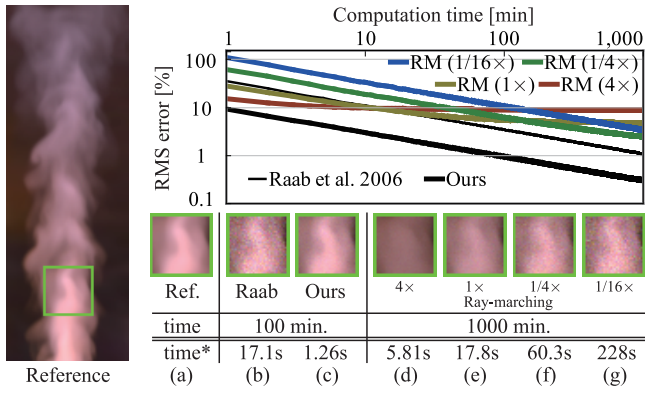 Computation time [min]
1 10 100 1,000
RMS error [%]
100
10
1
0.1
RM (1/16×) RM (1/4×)
RM (1×) RM (4×)
Raab et al. 2006 Ours
Ref. Raab Ours 4× 1× 1/4× 1/16×
Ray-marching
time 100 min. 1000 min.
time* 17.1s 1.26s 5.81s 17.8s 60.3s 228s
Reference (a) (b) (c) (d) (e) (f) (g)